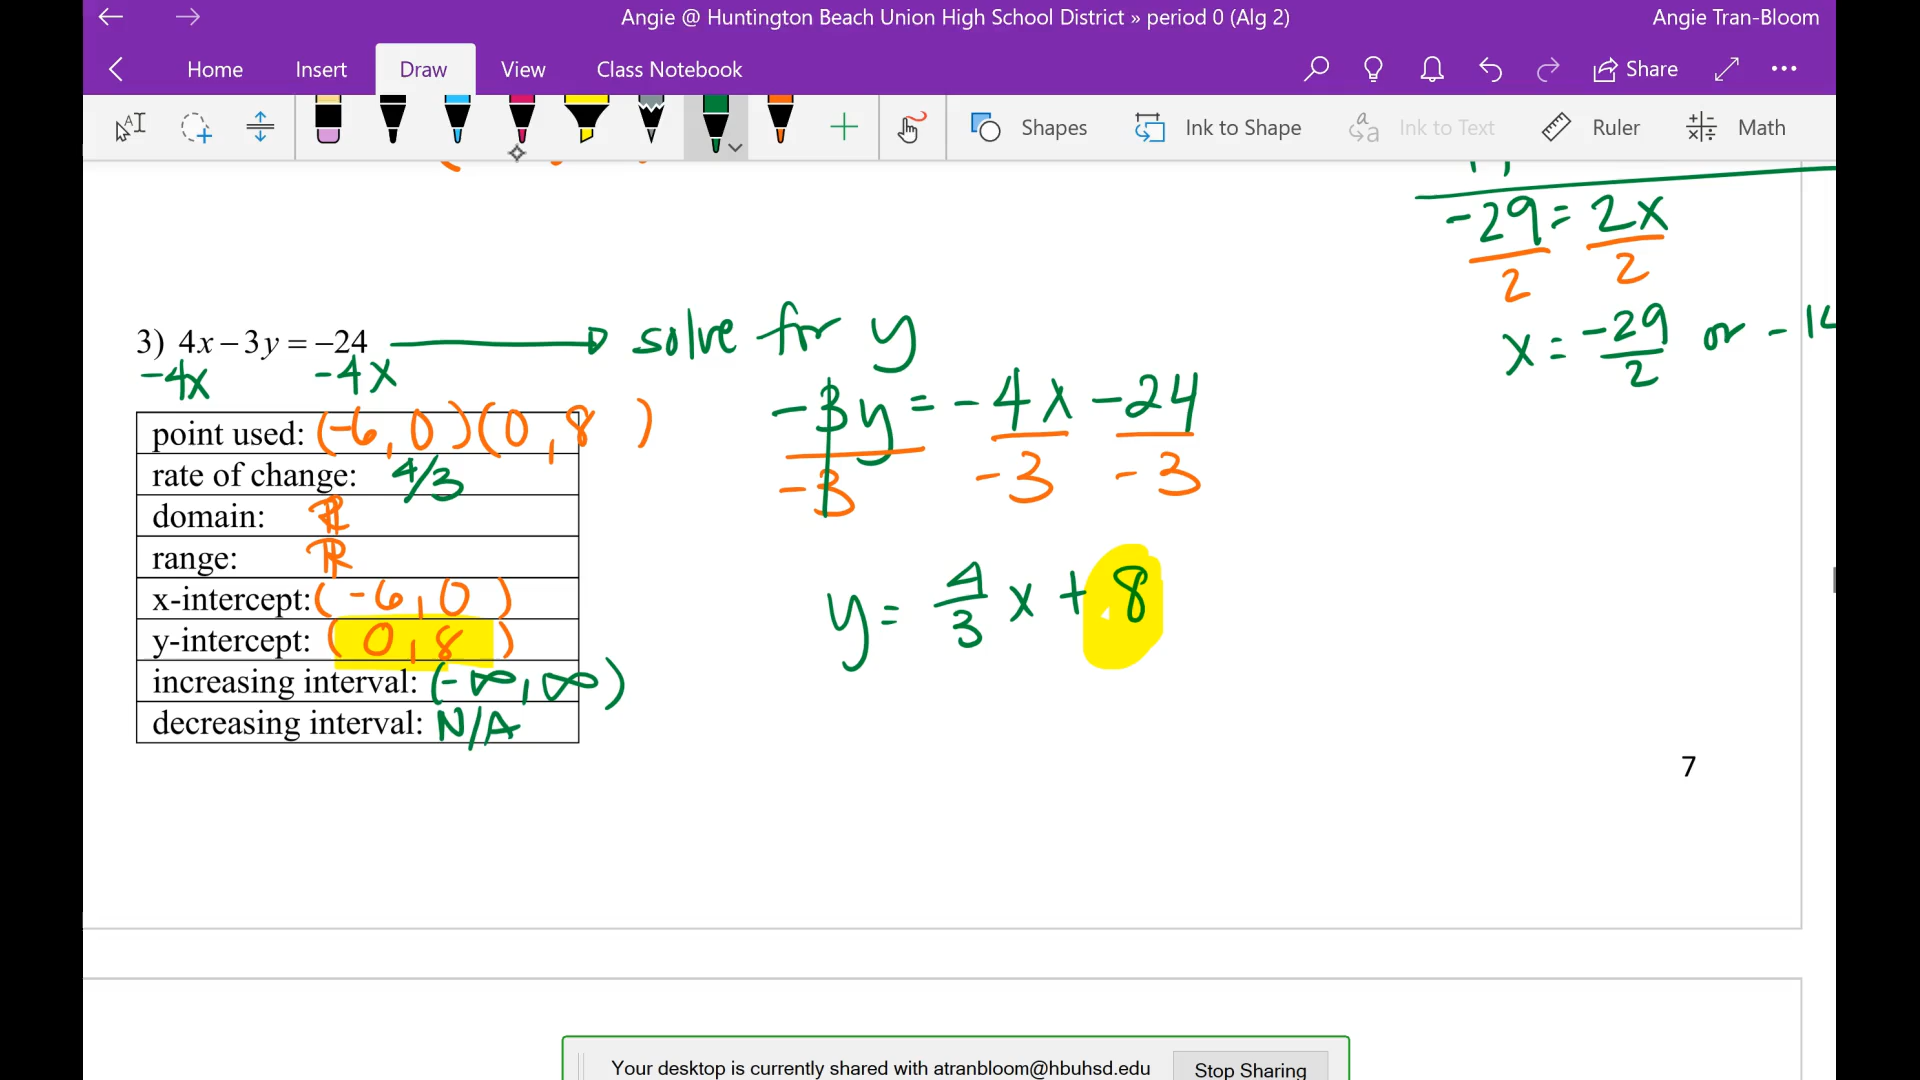 Angie @ Huntington Beach Union High School District » period 0 (Alg 2)
Angie Tran-Bloom
Home Insert Draw View Class Notebook Share
Shapes Ink to Shape Ink to Text Ruler Math
-29 = 2x
2 2
x = -29/2 or -14
3) 4x − 3y = −24 → solve for y
-4x -4x
-3y = -4x - 24
-3 -3 -3
y = 4/3 x + 8
point used: (-6, 0)(0, 8 )
rate of change: 4/3
domain: ℝ
range: ℝ
x-intercept: (-6, 0)
y-intercept: (0, 8)
increasing interval: (-∞, ∞)
decreasing interval: N/A
7
Your desktop is currently shared with atranbloom@hbuhsd.edu Stop Sharing